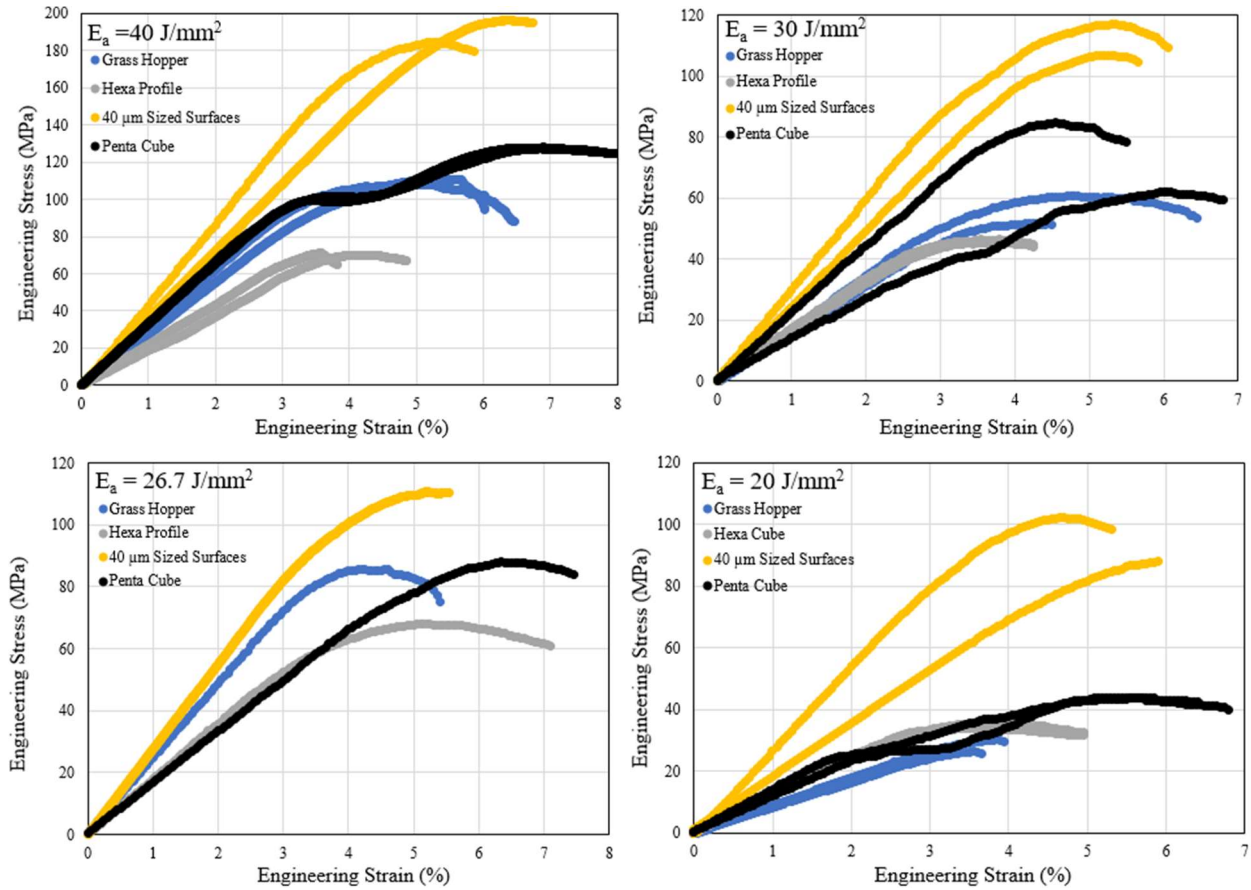 Eₐ =40 J/mm²
Grass Hopper
Hexa Profile
40 µm Sized Surfaces
Penta Cube
Engineering Stress (MPa)
200
180
160
140
120
100
80
60
40
20
0
0 1 2 3 4 5 6 7 8
Engineering Strain (%)
Eₐ = 30 J/mm²
Grass Hopper
Hexa Profile
40 µm Sized Surfaces
Penta Cube
Engineering Stress (MPa)
120
100
80
60
40
20
0
0 1 2 3 4 5 6 7
Engineering Strain (%)
Eₐ = 26.7 J/mm²
Grass Hopper
Hexa Profile
40 µm Sized Surfaces
Penta Cube
Engineering Stress (MPa)
120
100
80
60
40
20
0
0 1 2 3 4 5 6 7 8
Engineering Strain (%)
Eₐ = 20 J/mm²
Grass Hopper
Hexa Cube
40 µm Sized Surfaces
Penta Cube
Engineering Stress (MPa)
120
100
80
60
40
20
0
0 1 2 3 4 5 6 7
Engineering Strain (%)